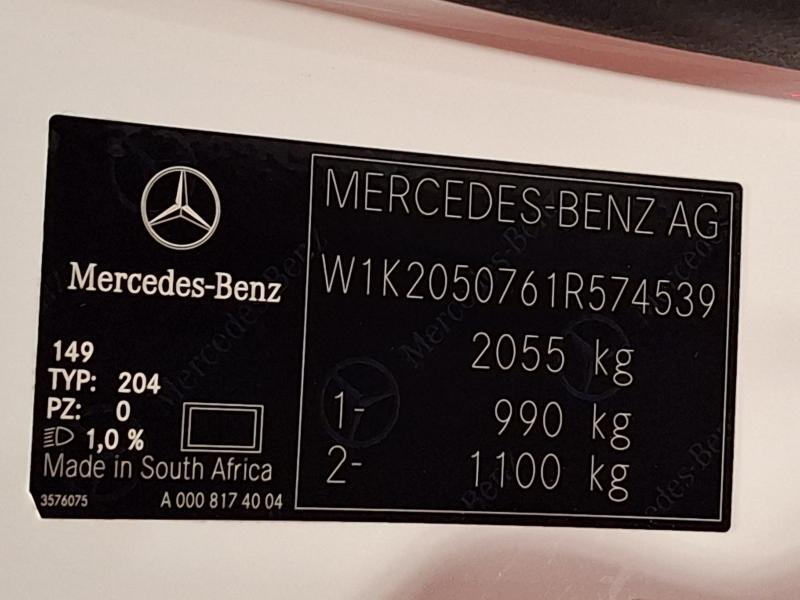 Mercedes-Benz
149
TYP: 204
PZ: 0
1,0 %
Made in South Africa
3576075 A 000 817 40 04
MERCEDES-BENZ AG
W1K2050761R574539
2055 kg
1- 990 kg
2- 1100 kg